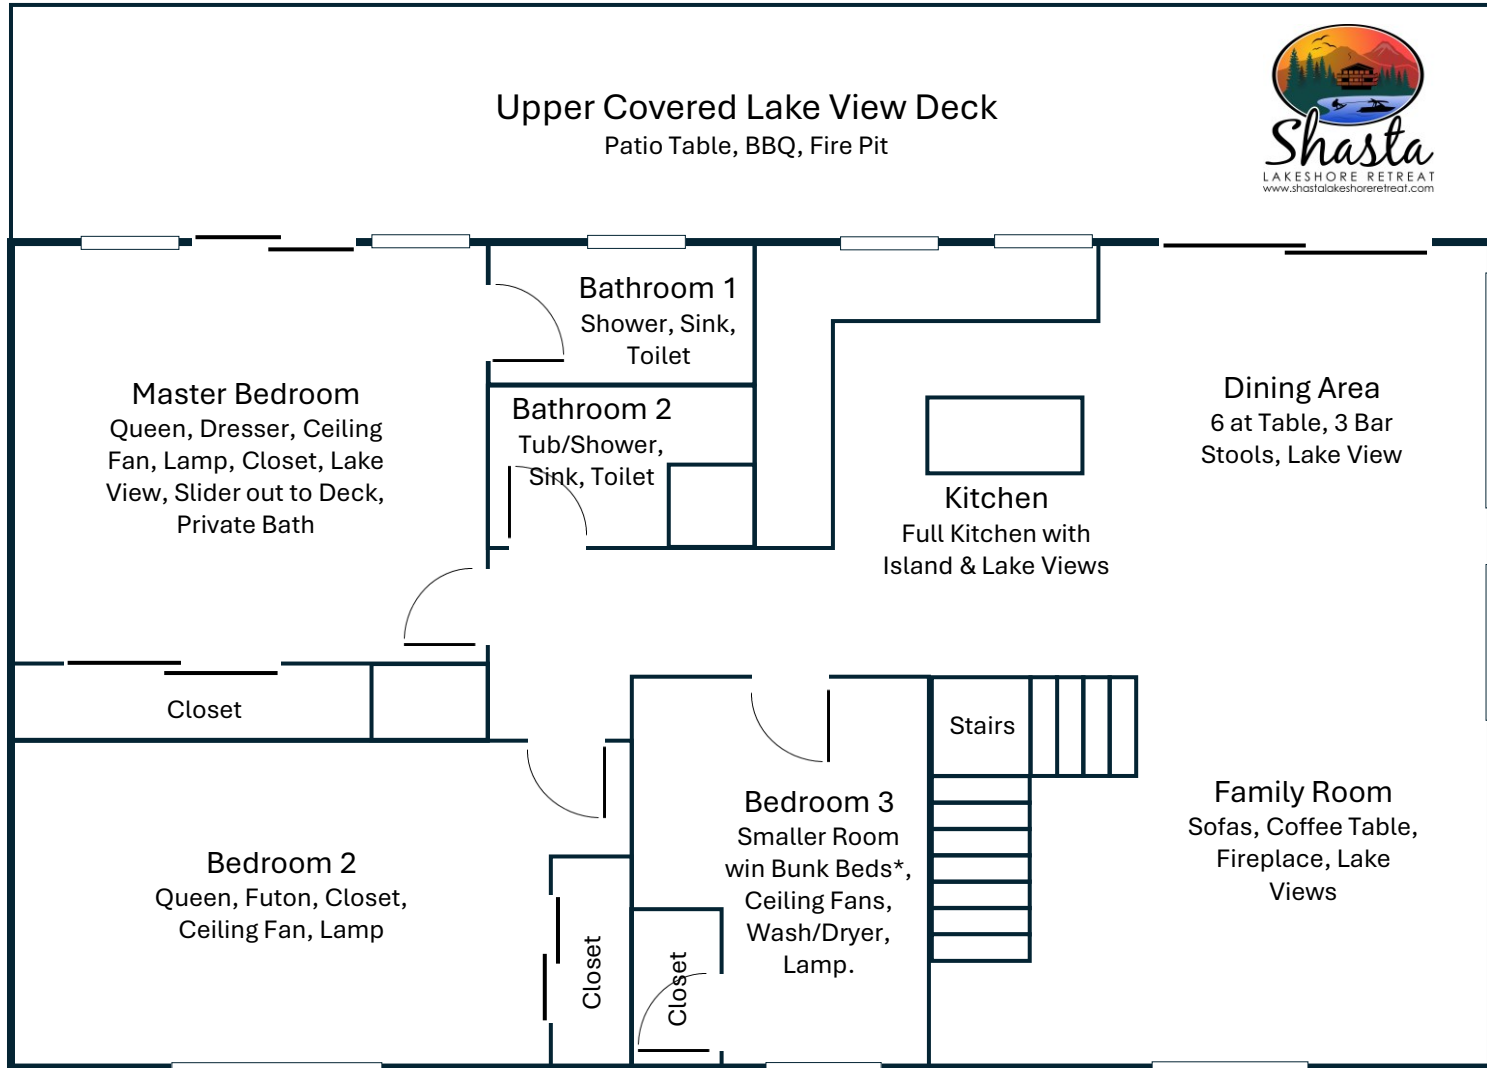 Upper Covered Lake View Deck
Patio Table, BBQ, Fire Pit
Shasta
LAKESHORE RETREAT
www.shastalakeshoreretreat.com
Bathroom 1
Shower, Sink,
Toilet
Master Bedroom
Queen, Dresser, Ceiling
Fan, Lamp, Closet, Lake
View, Slider out to Deck,
Private Bath
Bathroom 2
Tub/Shower,
Sink, Toilet
Kitchen
Full Kitchen with
Island & Lake Views
Dining Area
6 at Table, 3 Bar
Stools, Lake View
Closet
Stairs
Bedroom 2
Queen, Futon, Closet,
Ceiling Fan, Lamp
Closet
Closet
Bedroom 3
Smaller Room
win Bunk Beds*,
Ceiling Fans,
Wash/Dryer,
Lamp.
Family Room
Sofas, Coffee Table,
Fireplace, Lake
Views